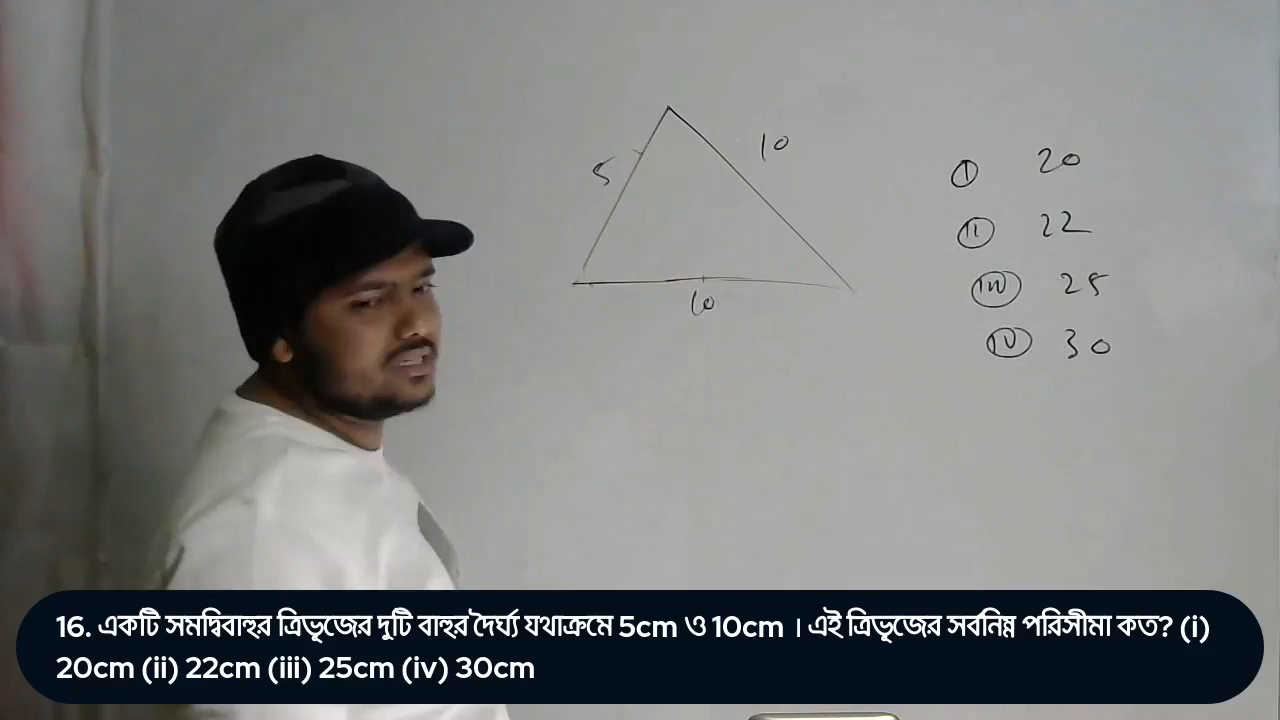 5
10
10
(i) 20
(ii) 22
(iii) 25
(iv) 30
16. একটি সমদ্বিবাহুর ত্রিভূজের দুটি বাহুর দৈর্ঘ্য যথাক্রমে 5cm ও 10cm । এই ত্রিভূজের সর্বনিম্ন পরিসীমা কত? (i)
20cm (ii) 22cm (iii) 25cm (iv) 30cm